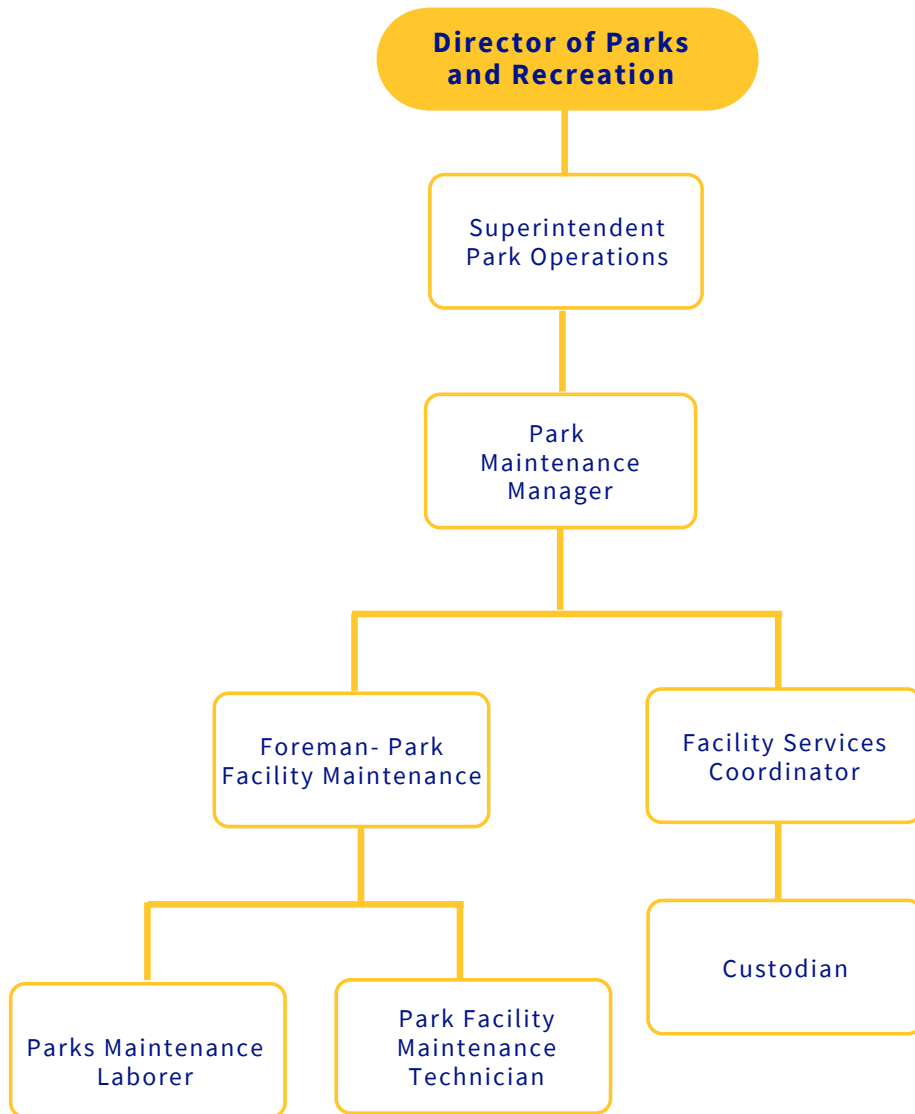 Director of Parks
and Recreation
Superintendent
Park Operations
Park
Maintenance
Manager
Foreman- Park
Facility Maintenance
Facility Services
Coordinator
Parks Maintenance
Laborer
Park Facility
Maintenance
Technician
Custodian